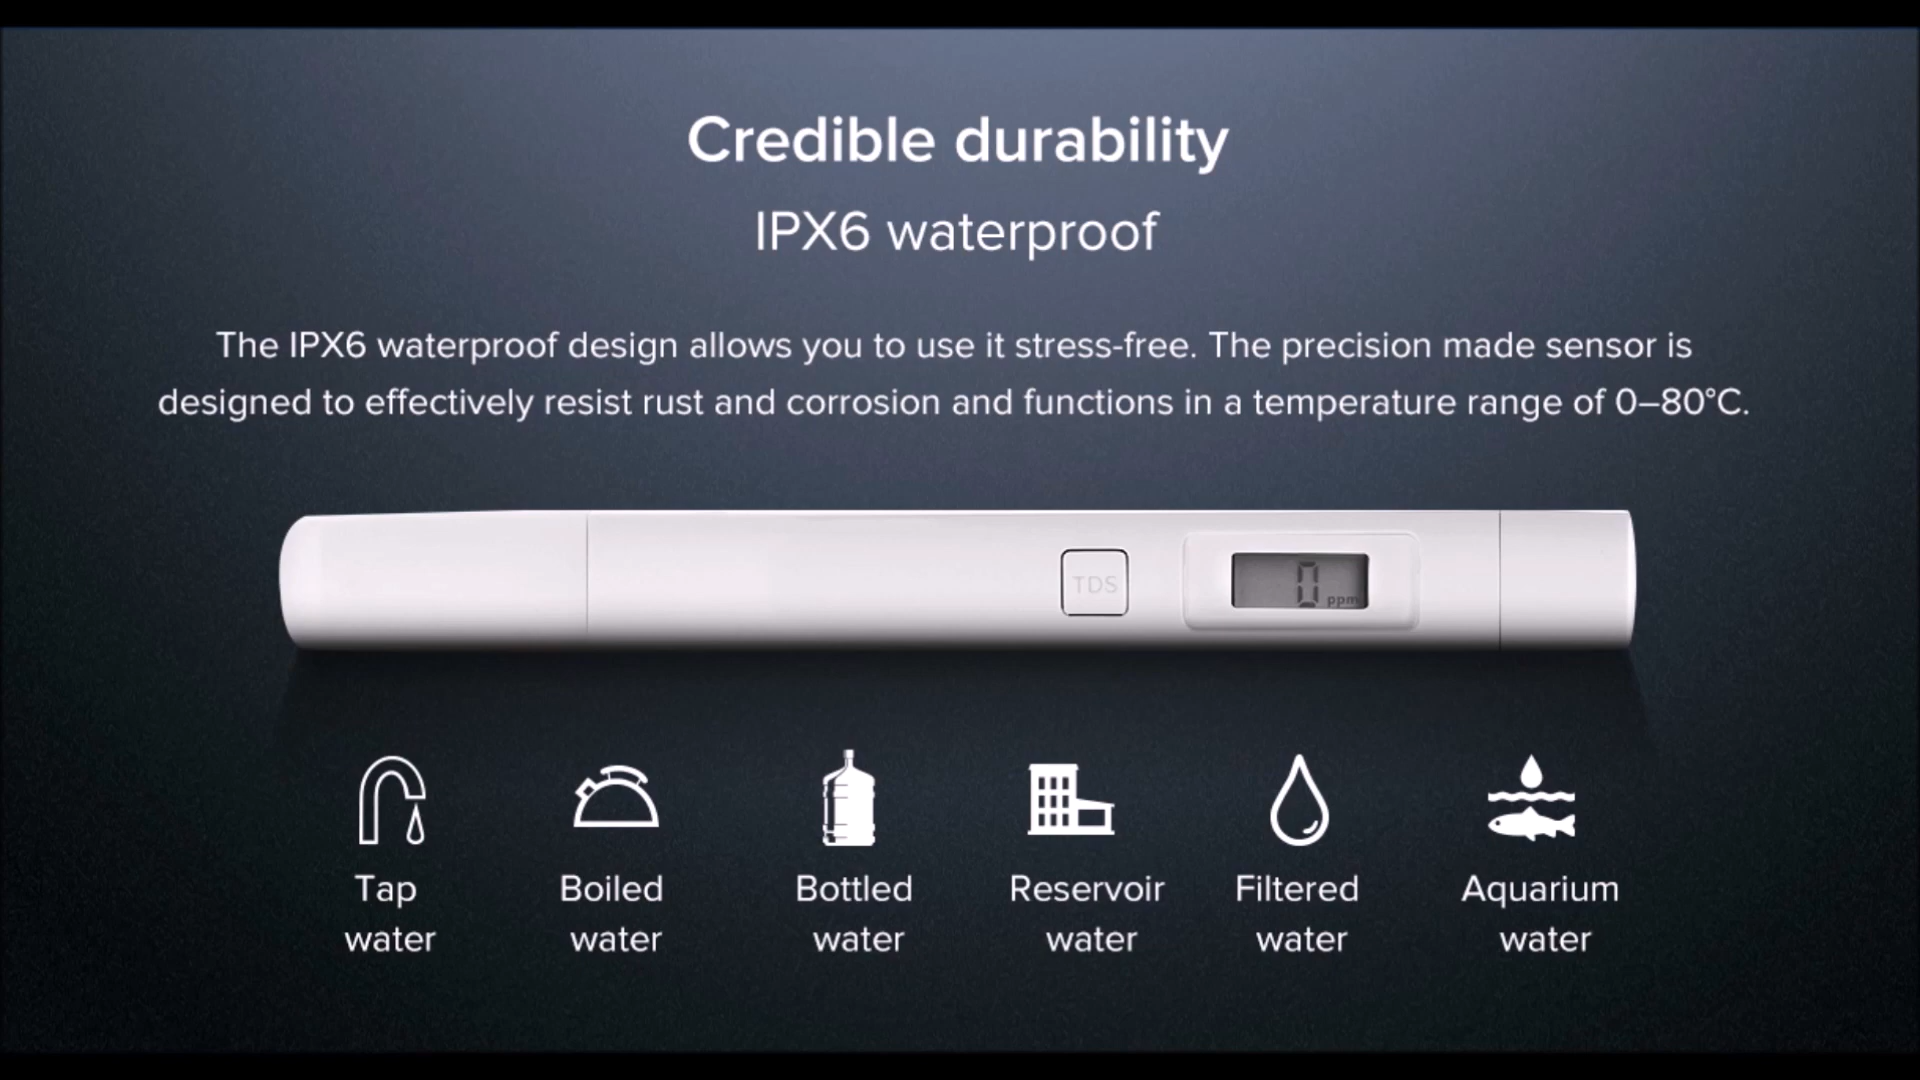 Credible durability
IPX6 waterproof
The IPX6 waterproof design allows you to use it stress-free. The precision made sensor is
designed to effectively resist rust and corrosion and functions in a temperature range of 0–80°C.
TDS
0 ppm
Tap
water
Boiled
water
Bottled
water
Reservoir
water
Filtered
water
Aquarium
water